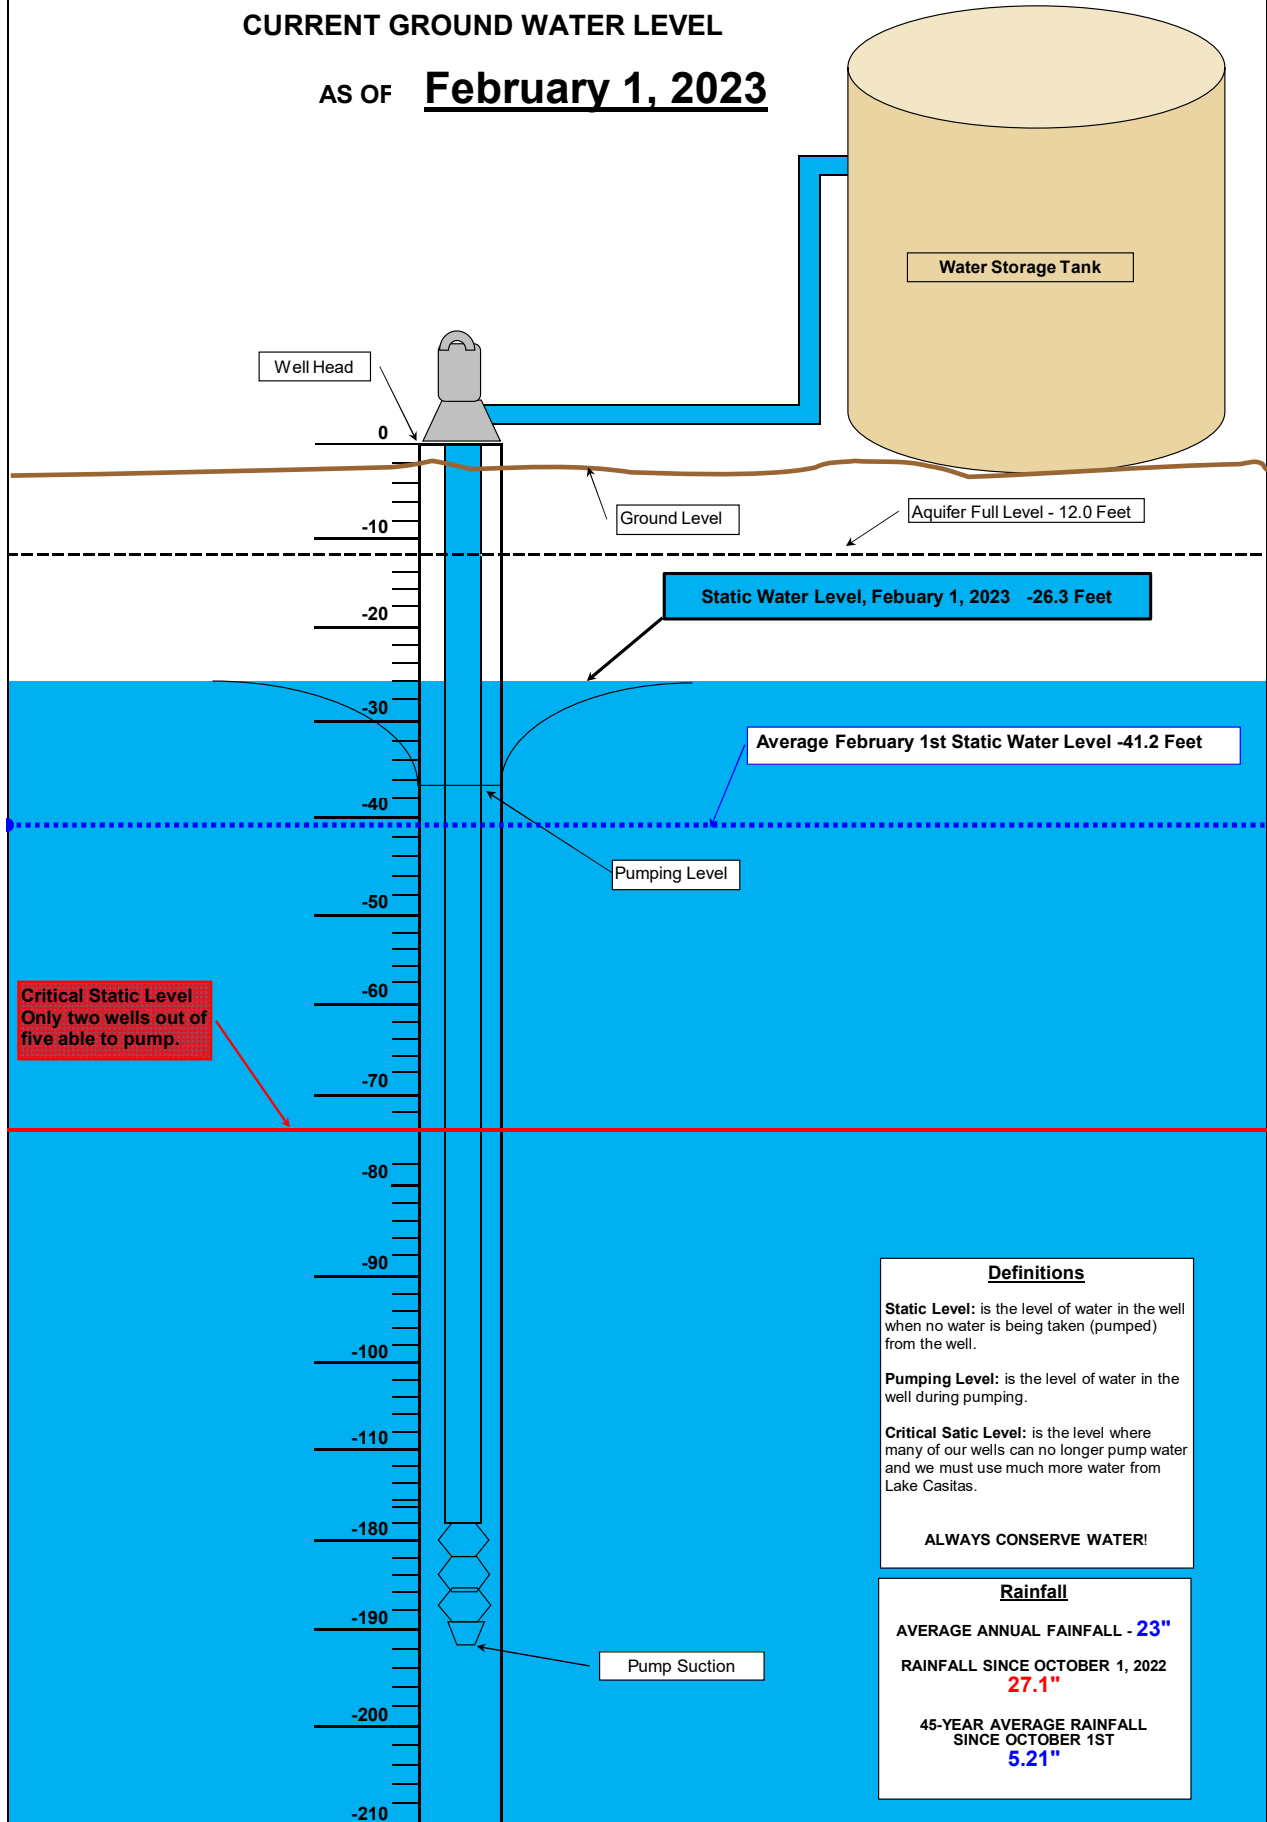 CURRENT GROUND WATER LEVEL
AS OF February 1, 2023
Water Storage Tank
Well Head
0
Ground Level
Aquifer Full Level - 12.0 Feet
-10
Static Water Level, Febuary 1, 2023 -26.3 Feet
-20
-30
Average February 1st Static Water Level -41.2 Feet
-40
Pumping Level
-50
Critical Static Level
Only two wells out of
five able to pump.
-60
-70
-80
-90
-100
-110
-180
-190
Pump Suction
-200
-210
Definitions
Static Level: is the level of water in the well
when no water is being taken (pumped)
from the well.
Pumping Level: is the level of water in the
well during pumping.
Critical Satic Level: is the level where
many of our wells can no longer pump water
and we must use much more water from
Lake Casitas.
ALWAYS CONSERVE WATER!
Rainfall
AVERAGE ANNUAL FAINFALL - 23"
RAINFALL SINCE OCTOBER 1, 2022
27.1"
45-YEAR AVERAGE RAINFALL
SINCE OCTOBER 1ST
5.21"